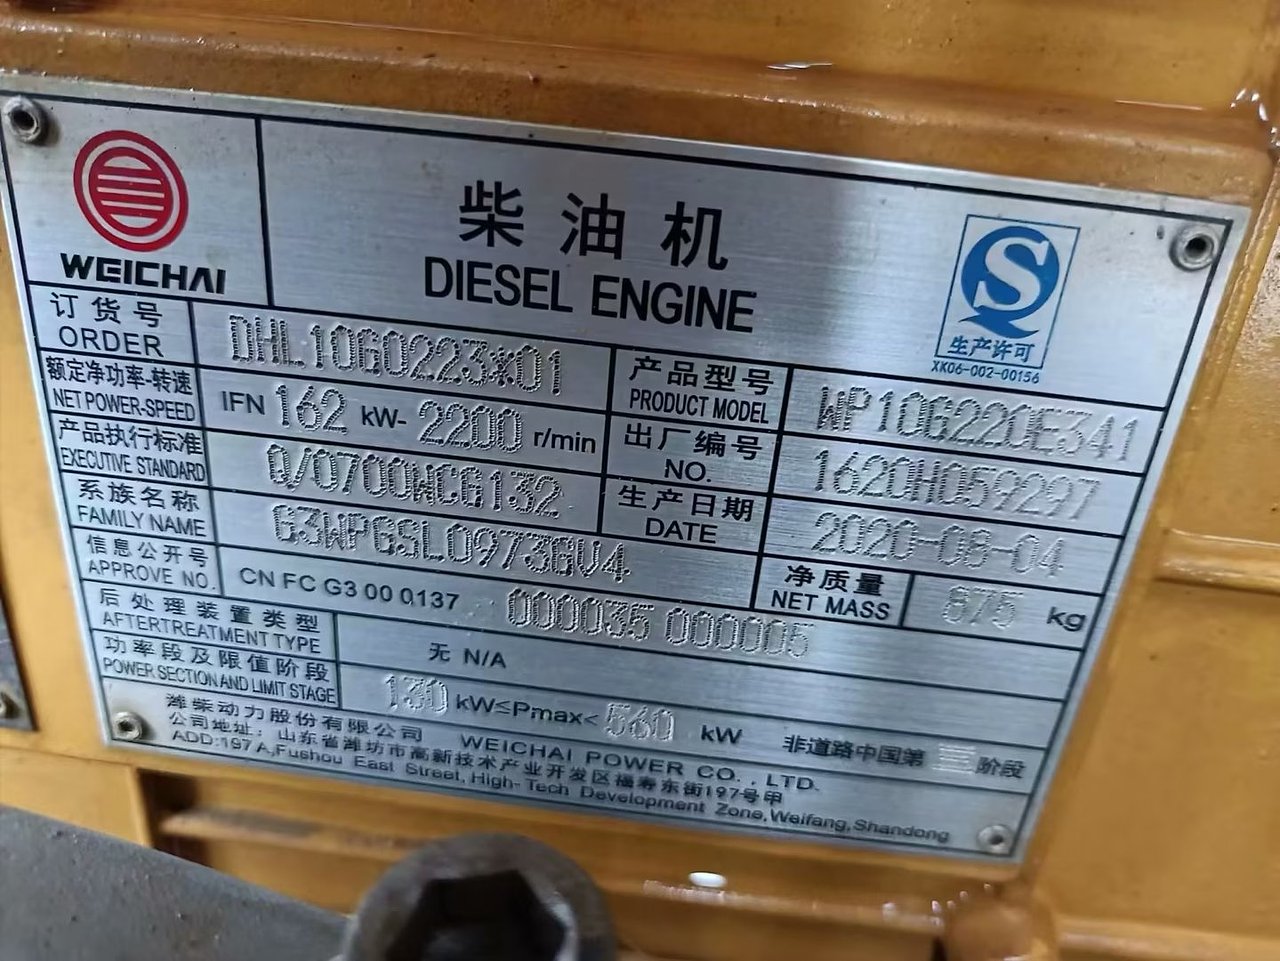 WEICHAI
柴油机
DIESEL ENGINE
S
生产许可
XK06-002-00156
订货号
ORDER
DHL10G0223*01
产品型号
PRODUCT MODEL
WP10G220E341
额定净功率-转速
NET POWER-SPEED
IFN 162 kW- 2200 r/min
出厂编号
NO.
1620H059297
产品执行标准
EXECUTIVE STANDARD
Q/0700WCG132
生产日期
DATE
2020-08-04
系族名称
FAMILY NAME
G3WPGSL0973GV4
净质量
NET MASS
875 kg
信息公开号
APPROVE NO.
CN FC G3 00 0137 000035 000005
后处理装置类型
AFTERTREATMENT TYPE
无 N/A
功率段及限值阶段
POWER SECTION AND LIMIT STAGE
130 kW≤Pmax< 560 kW 非道路中国第 三 阶段
潍柴动力股份有限公司 WEICHAI POWER CO., LTD.
公司地址: 山东省潍坊市高新技术产业开发区福寿东街197号甲
ADD:197 A,Fushou East Street, High-Tech Development Zone,Weifang,Shandong